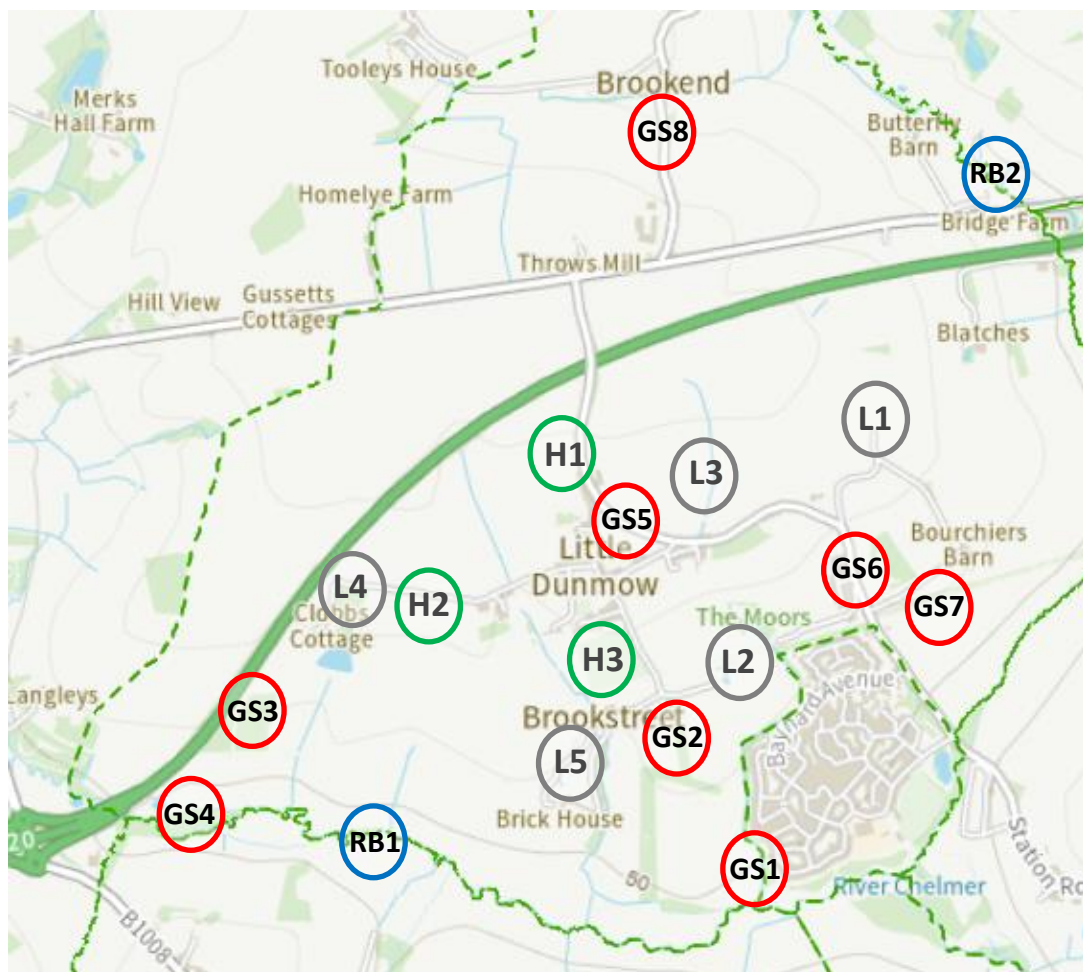 Tooleys House
Brookend
Merks
Hall Farm
GS8
Butterfly
Barn
RB2
Homelye Farm
Bridge Farm
Throws Mill
Hill View
Gussetts
Cottages
Blatches
L1
H1
L3
GS5
Little
Dunmow
Bourchiers
Barn
GS6
L4
H2
GS7
Clobbs
Cottage
The Moors
H3
L2
Langleys
GS3
Brookstreet
GS2
Baynard Avenue
L5
GS4
Brick House
RB1
20
GS1
50
River Chelmer
Station Ro
B1008